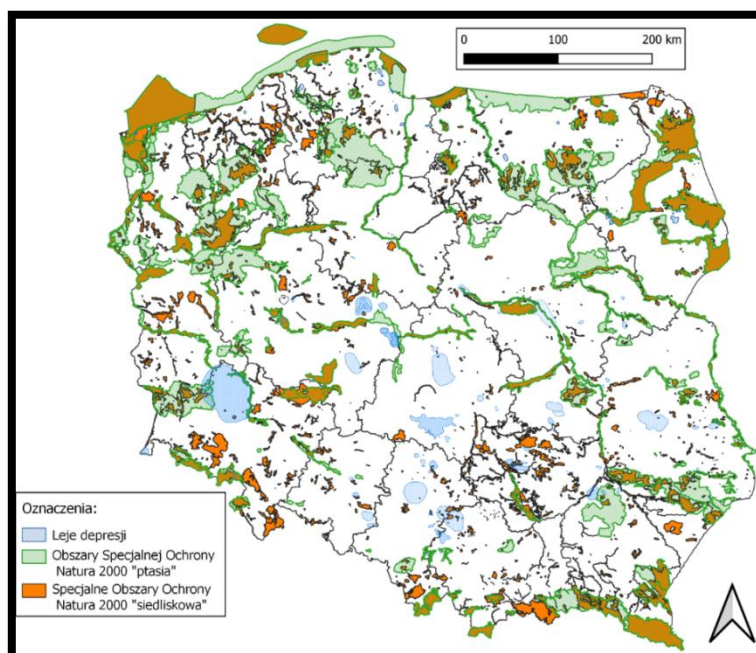 0 100 200 km
Oznaczenia:
Leje depresji
Obszary Specjalnej Ochrony
Natura 2000 "ptasia"
Specjalne Obszary Ochrony
Natura 2000 "siedliskowa"